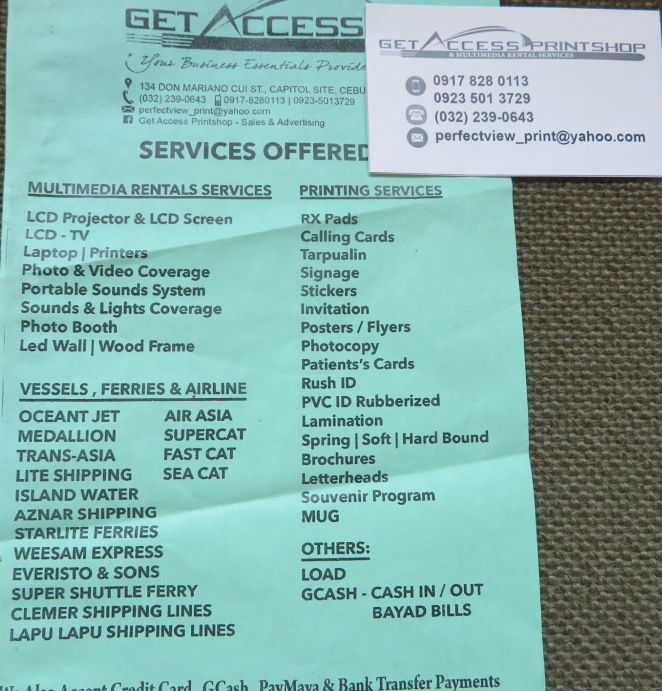 GET ACCESS
"Your Business Essentials
134 DON MARIANO CUI ST., CAPITOL SITE, CEBU
(032) 239-0643 0917-8280113 | 0923-5013729
perfectview_print@yahoo.com
Get Access Printshop - Sales & Advertising
GET ACCESS PRINTSHOP
& MULTIMEDIA RENTAL SERVICES
0917 828 0113
0923 501 3729
(032) 239-0643
perfectview_print@yahoo.com
SERVICES OFFERED
MULTIMEDIA RENTALS SERVICES
LCD Projector & LCD Screen
LCD - TV
Laptop | Printers
Photo & Video Coverage
Portable Sounds System
Sounds & Lights Coverage
Photo Booth
Led Wall | Wood Frame
VESSELS , FERRIES & AIRLINE
OCEANT JET
MEDALLION
TRANS-ASIA
LITE SHIPPING
ISLAND WATER
AZNAR SHIPPING
STARLITE FERRIES
WEESAM EXPRESS
EVERISTO & SONS
SUPER SHUTTLE FERRY
CLEMER SHIPPING LINES
LAPU LAPU SHIPPING LINES
AIR ASIA
SUPERCAT
FAST CAT
SEA CAT
PRINTING SERVICES
RX Pads
Calling Cards
Tarpualin
Signage
Stickers
Invitation
Posters / Flyers
Photocopy
Patients's Cards
Rush ID
PVC ID Rubberized
Lamination
Spring | Soft | Hard Bound
Brochures
Letterheads
Souvenir Program
MUG
OTHERS:
LOAD
GCASH - CASH IN / OUT
BAYAD BILLS
We Also Accept Credit Card, GCash, PayMaya & Bank Transfer Payments